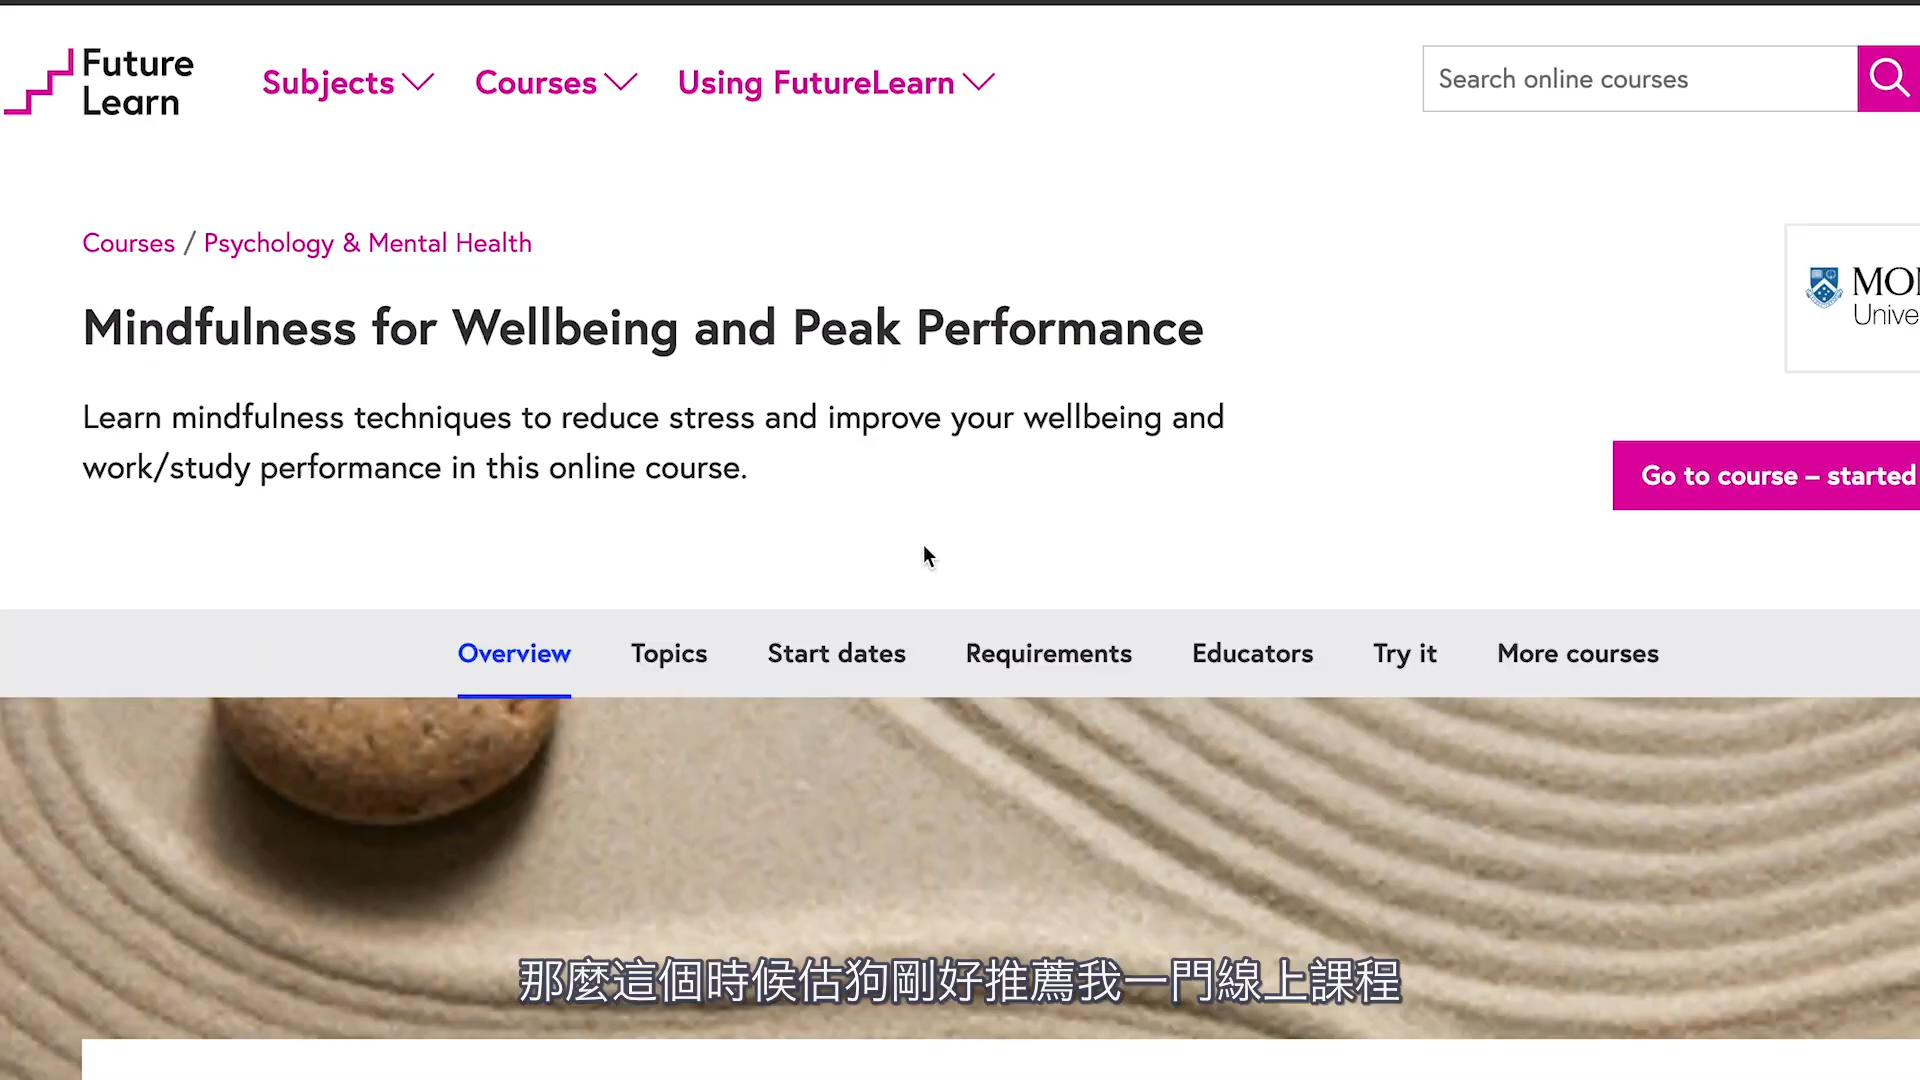 Future
Learn
Subjects
Courses
Using FutureLearn
Search online courses
Courses / Psychology & Mental Health
Mindfulness for Wellbeing and Peak Performance
Learn mindfulness techniques to reduce stress and improve your wellbeing and
work/study performance in this online course.
MON
Unive
Go to course – started
Overview
Topics
Start dates
Requirements
Educators
Try it
More courses
那麼這個時候估狗剛好推薦我一門線上課程